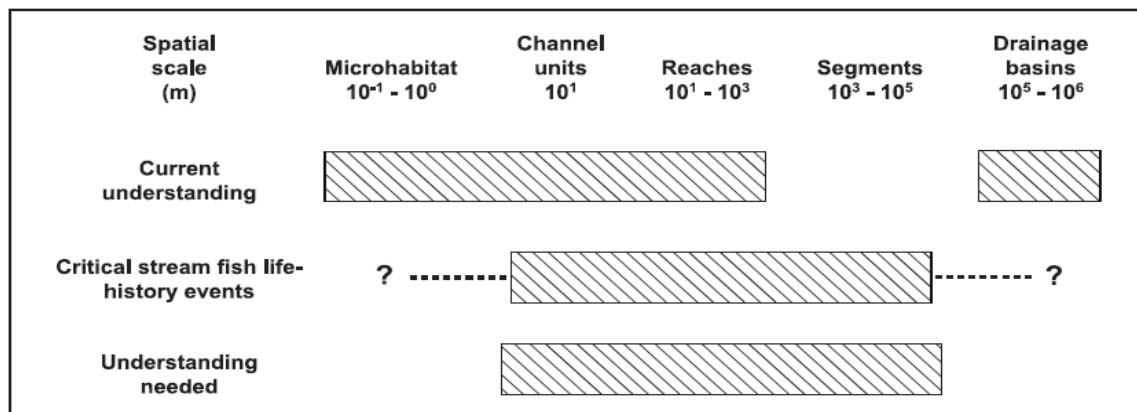 Spatial
scale
(m)
Microhabitat
10⁻¹ - 10⁰
Channel
units
10¹
Reaches
10¹ - 10³
Segments
10³ - 10⁵
Drainage
basins
10⁵ - 10⁶
Current
understanding
Critical stream fish life-
history events
?
?
Understanding
needed